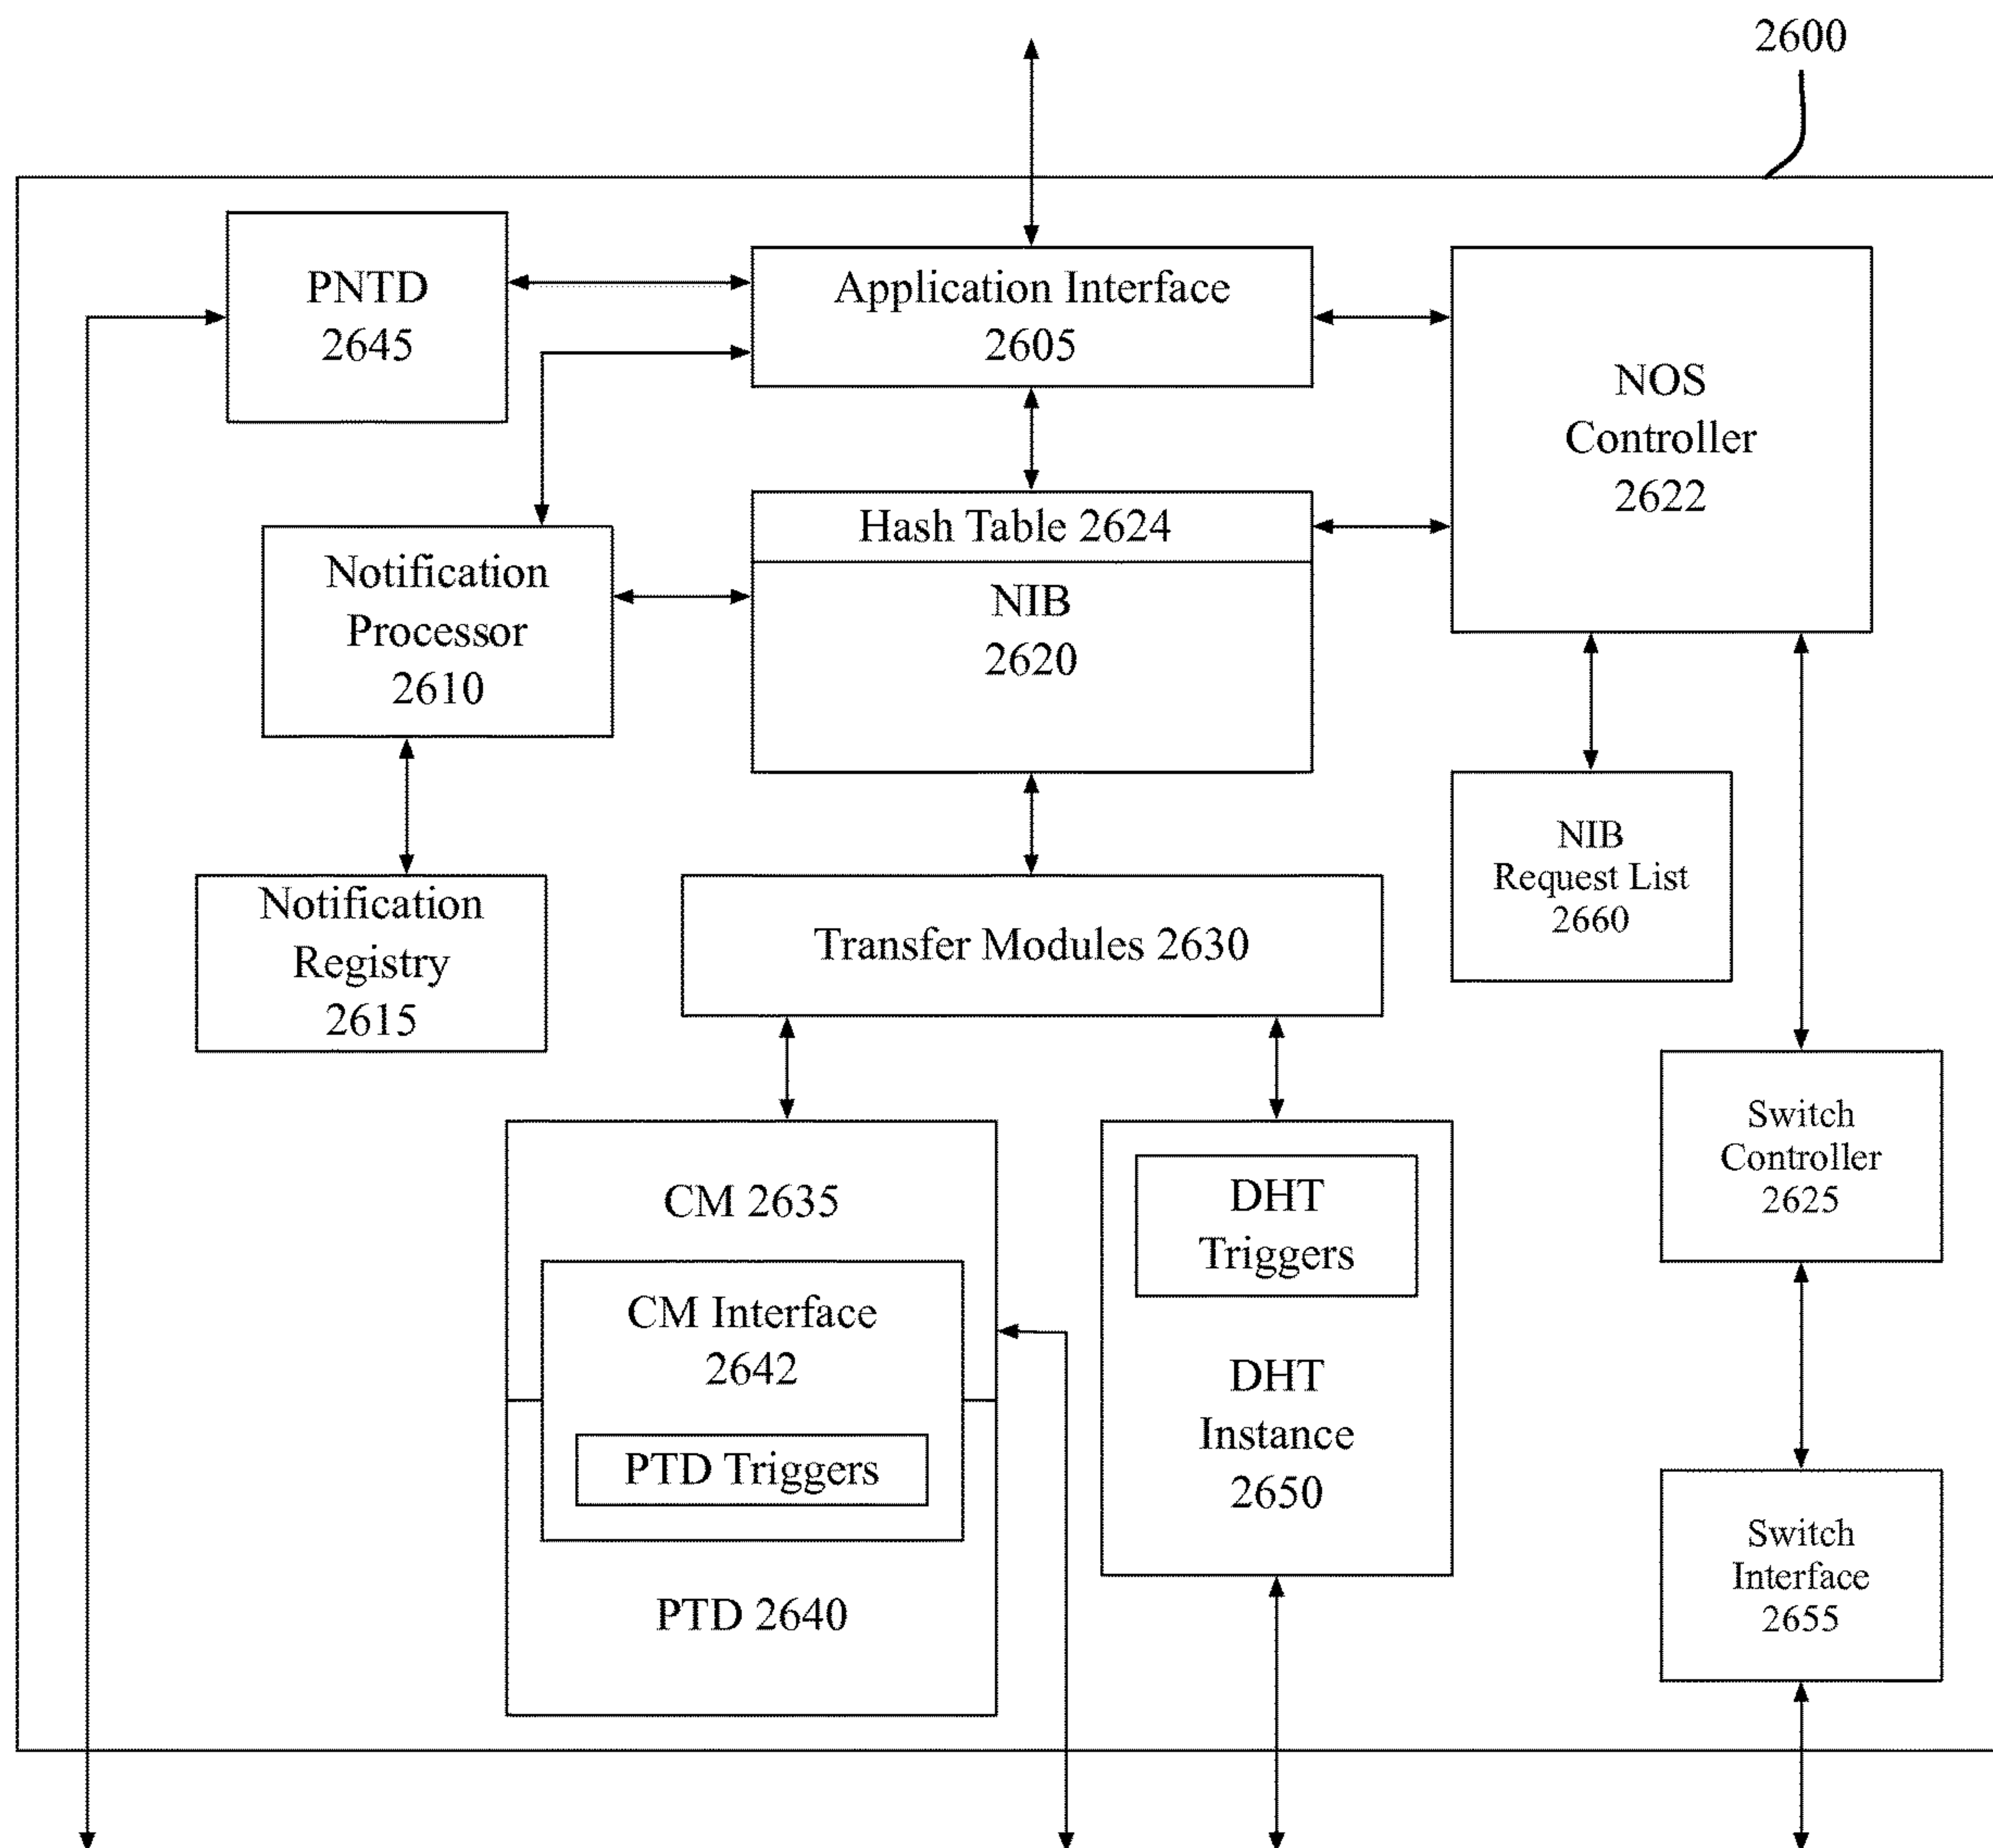 2600
PNTD
2645
Application Interface
2605
NOS
Controller
2622
Hash Table 2624
NIB
2620
Notification
Processor
2610
NIB
Request List
2660
Notification
Registry
2615
Transfer Modules 2630
Switch
Controller
2625
CM 2635
CM Interface
2642
PTD Triggers
PTD 2640
DHT
Triggers
DHT
Instance
2650
Switch
Interface
2655